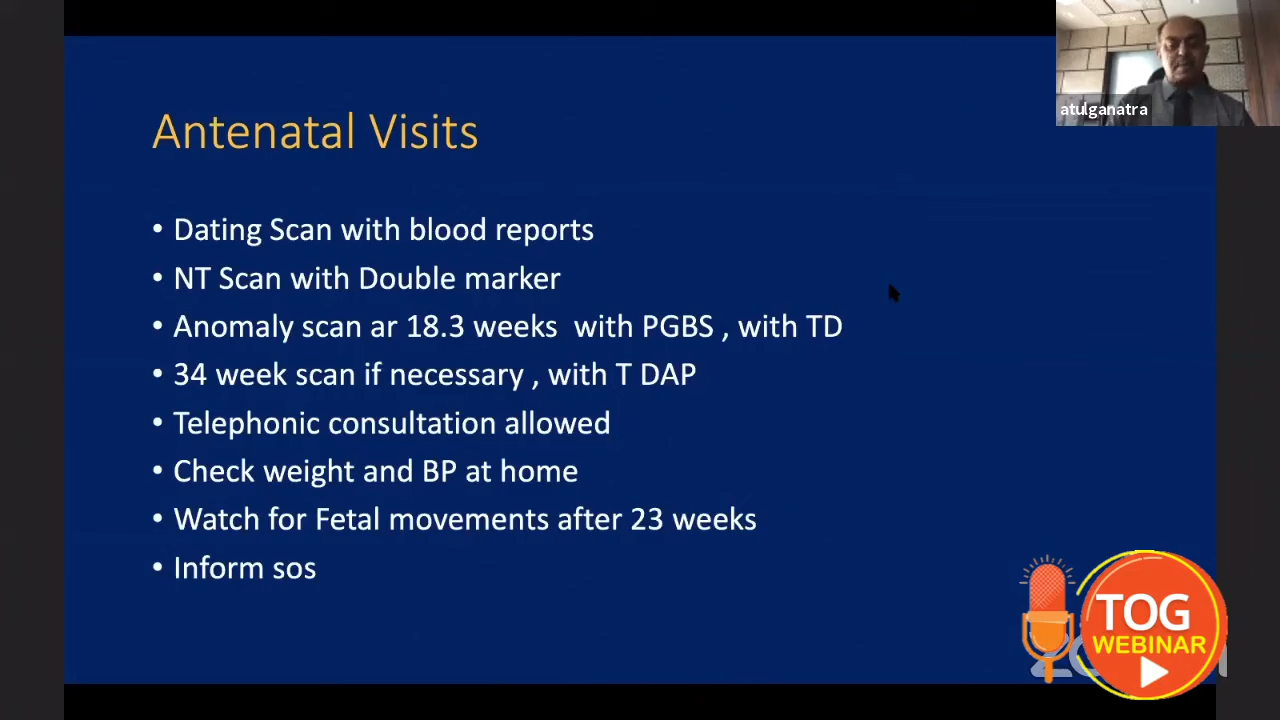 atulganatra
Antenatal Visits
• Dating Scan with blood reports
• NT Scan with Double marker
• Anomaly scan ar 18.3 weeks with PGBS , with TD
• 34 week scan if necessary , with T DAP
• Telephonic consultation allowed
• Check weight and BP at home
• Watch for Fetal movements after 23 weeks
• Inform sos
TOG
WEBINAR